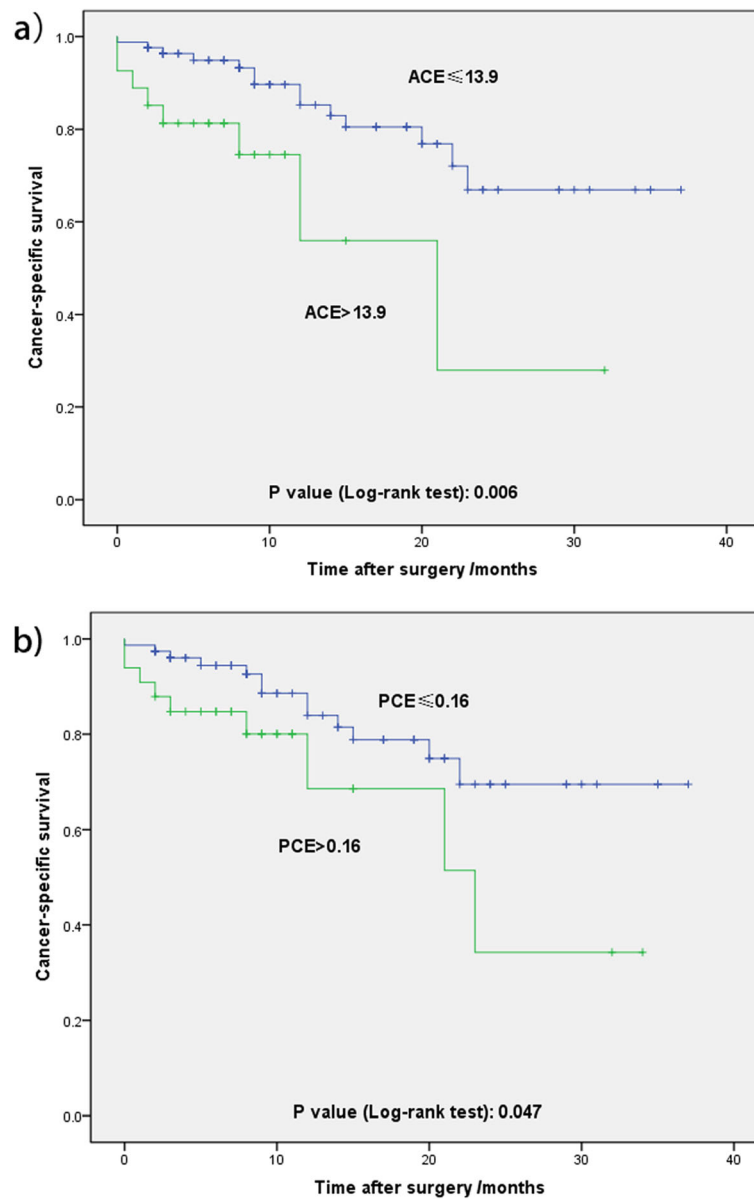 a)
1.0
ACE≤13.9
0.8
0.6
Cancer-specific survival
0.4
ACE>13.9
0.2
P value (Log-rank test): 0.006
0.0
0 10 20 30 40
Time after surgery /months
b)
1.0
PCE≤0.16
0.8
0.6
PCE>0.16
Cancer-specific survival
0.4
0.2
P value (Log-rank test): 0.047
0.0
0 10 20 30 40
Time after surgery /months